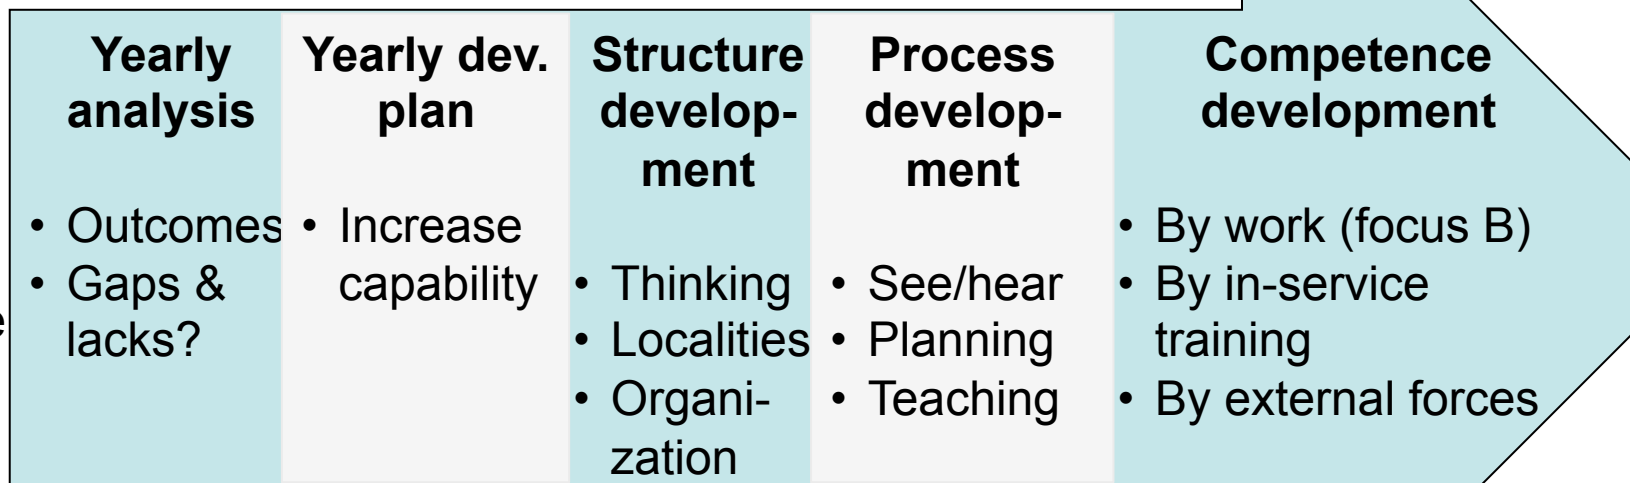 Yearly
analysis
• Outcomes
• Gaps &
lacks?
Yearly dev.
plan
• Increase
capability
Structure
develop-
ment
• Thinking
• Localities
• Organi-
zation
Process
develop-
ment
• See/hear
• Planning
• Teaching
Competence
development
• By work (focus B)
• By in-service
training
• By external forces